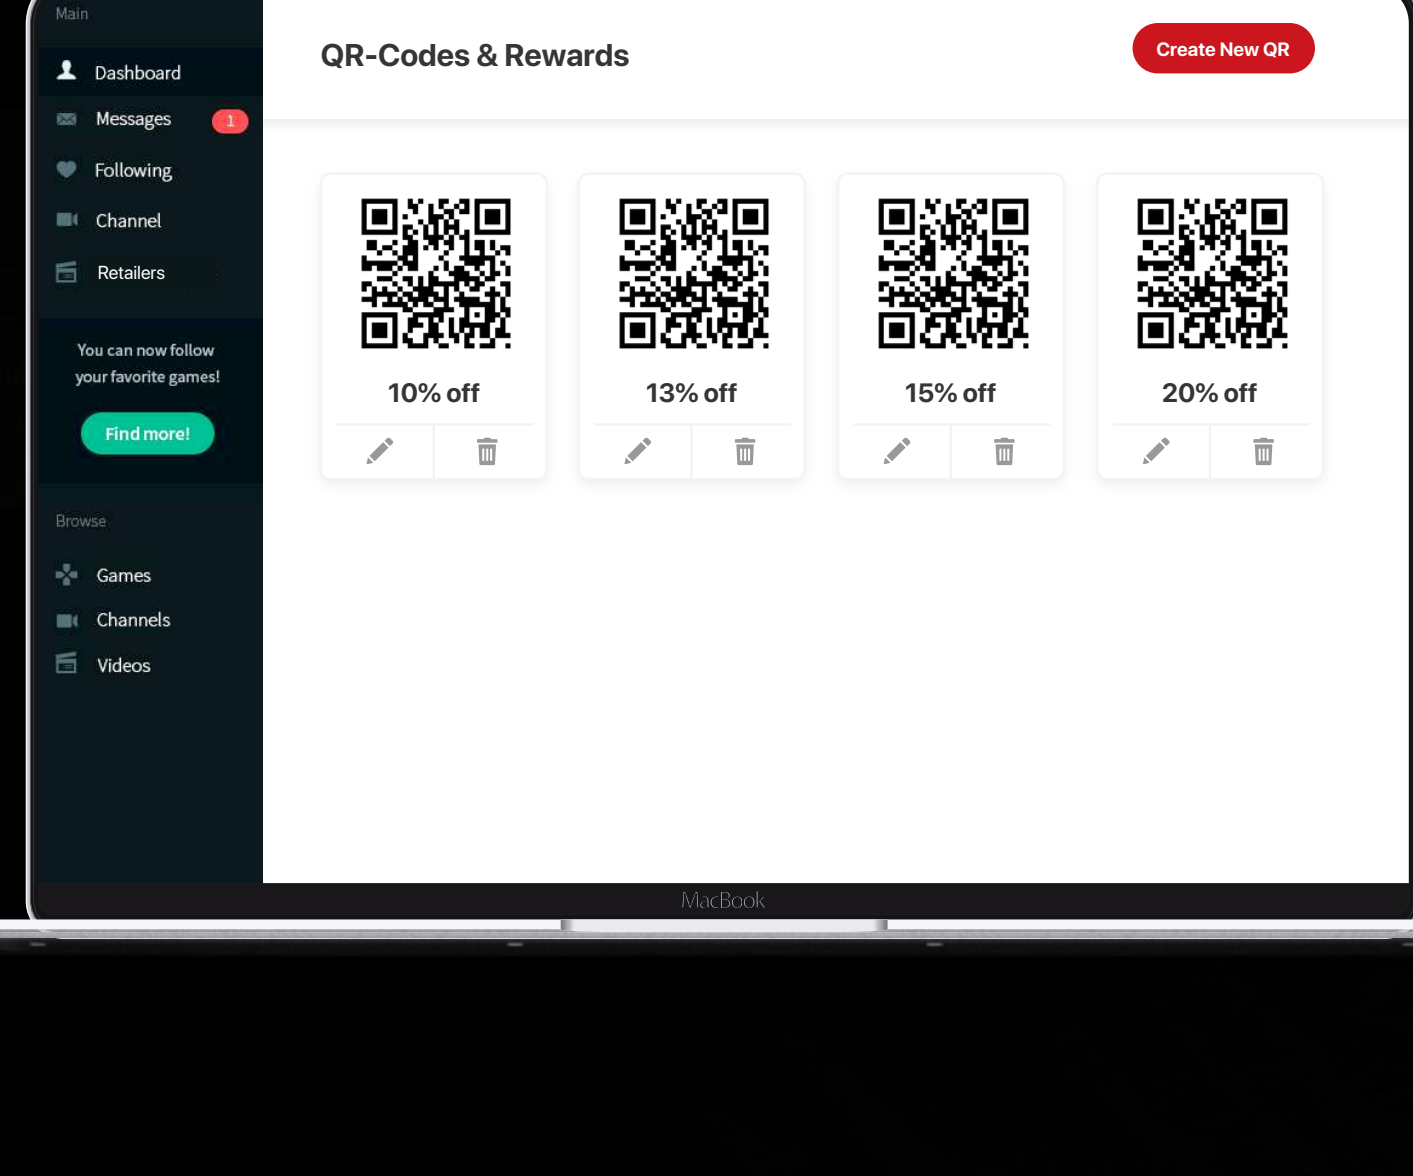 Main
Dashboard
Messages
1
Following
Channel
Retailers
You can now follow
your favorite games!
Find more!
Browse
Games
Channels
Videos
QR-Codes & Rewards
Create New QR
10% off
13% off
15% off
20% off
MacBook